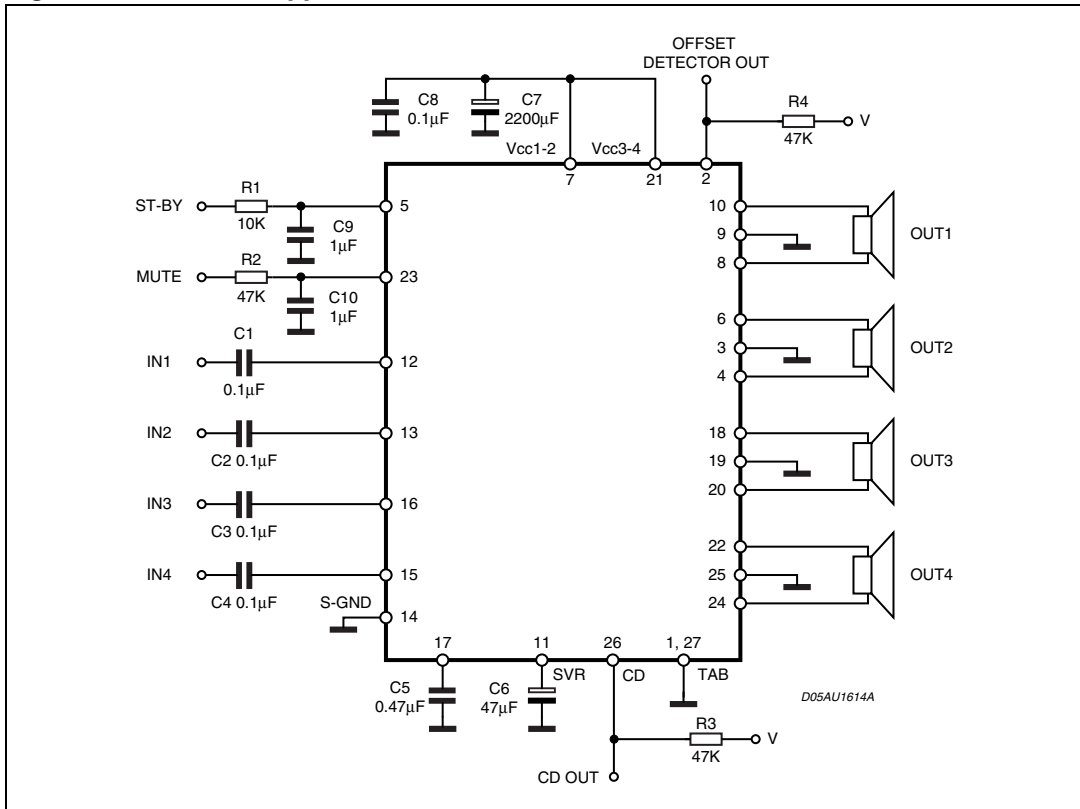 OFFSET
DETECTOR OUT
C8
0.1μF
C7
2200μF
R4
47K
V
Vcc1-2
Vcc3-4
7
21
2
ST-BY
R1
10K
5
C9
1μF
MUTE
R2
47K
23
C10
1μF
IN1
C1
0.1μF
12
IN2
C2 0.1μF
13
IN3
C3 0.1μF
16
IN4
C4 0.1μF
15
S-GND
14
10
9
8
OUT1
6
3
4
OUT2
18
19
20
OUT3
22
25
24
OUT4
17
11
26
1, 27
C5
0.47μF
C6
47μF
SVR
CD
TAB
D05AU1614A
R3
47K
V
CD OUT